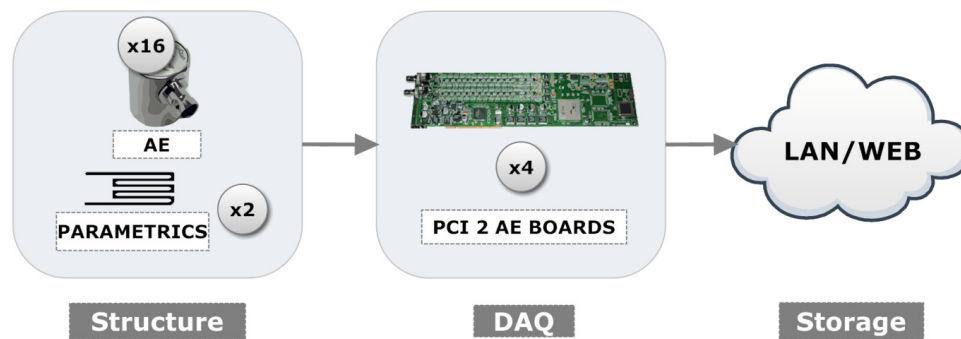 x16
AE
PARAMETRICS
x2
x4
PCI 2 AE BOARDS
LAN/WEB
Structure
DAQ
Storage